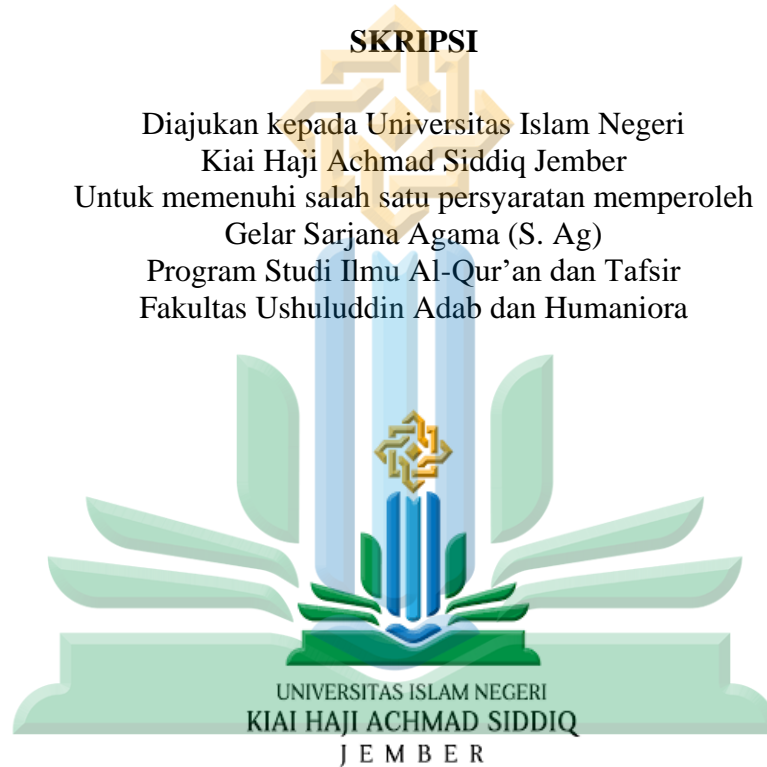 SKRIPSI
Diajukan kepada Universitas Islam Negeri
Kiai Haji Achmad Siddiq Jember
Untuk memenuhi salah satu persyaratan memperoleh
Gelar Sarjana Agama (S. Ag)
Program Studi Ilmu Al-Qur’an dan Tafsir
Fakultas Ushuluddin Adab dan Humaniora
UNIVERSITAS ISLAM NEGERI
KIAI HAJI ACHMAD SIDDIQ
JEMBER